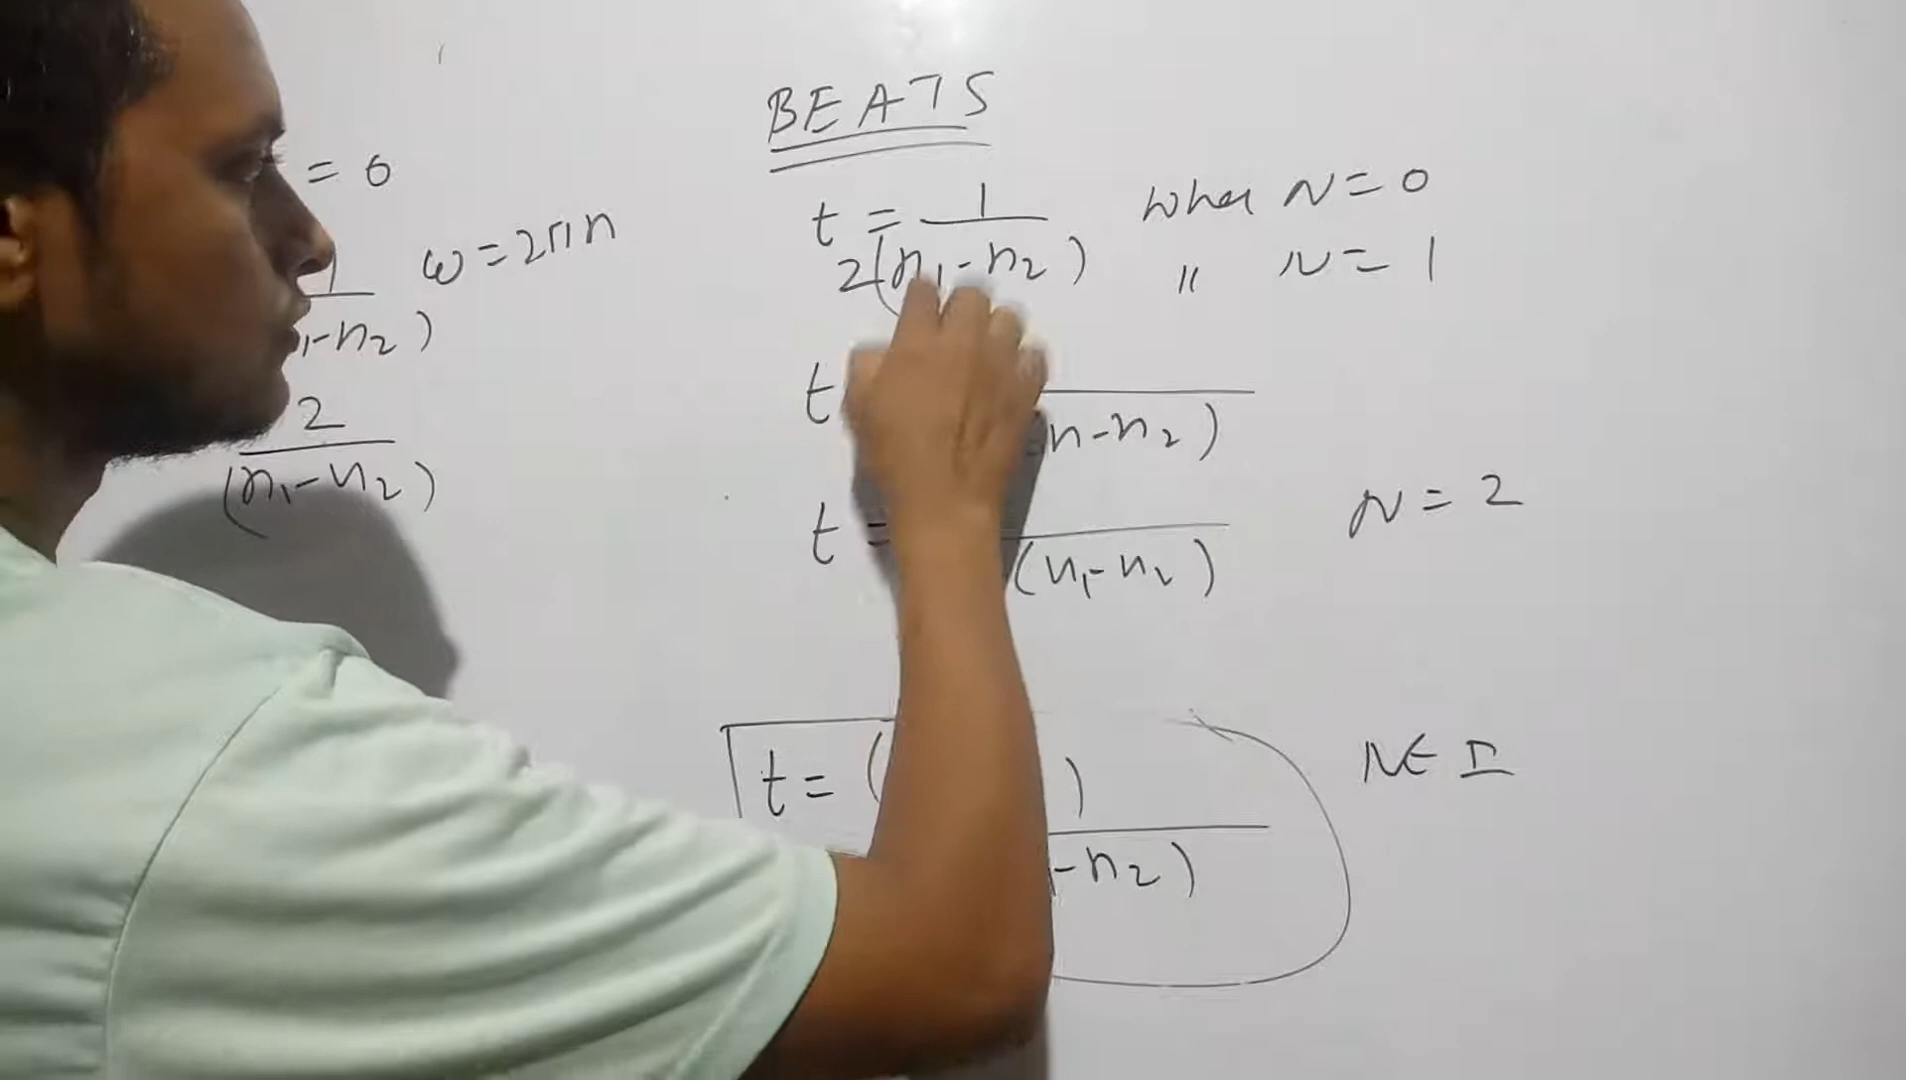 = 0
1
ω = 2πn
1-n2)
2
(n1-n2)
BEATS
t = 1
2(n1-n2)
when N = 0
" N = 1
t
n-n2)
t =
(n1-n2)
N = 2
t = ( )
-n2)
N ∈ I